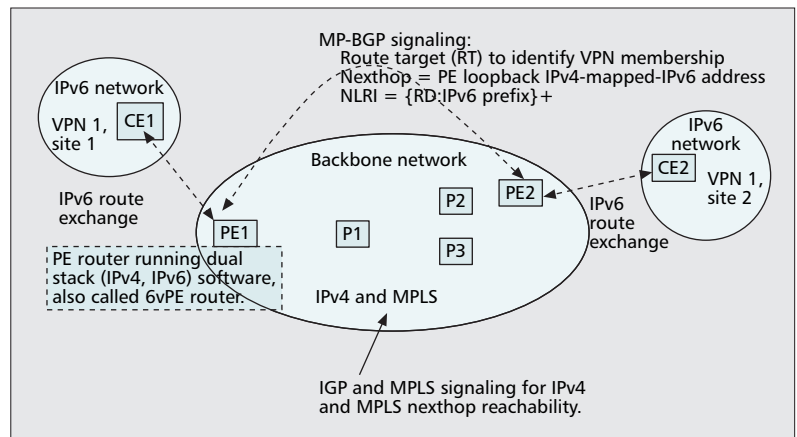 MP-BGP signaling:
Route target (RT) to identify VPN membership
Nexthop = PE loopback IPv4-mapped-IPv6 address
NLRI = {RD:IPv6 prefix}+
IPv6 network
CE1
VPN 1,
site 1
IPv6
network
CE2
VPN 1,
site 2
Backbone network
IPv6 route
exchange
P2
PE2
IPv6
route
exchange
PE1
P1
P3
PE router running dual
stack (IPv4, IPv6) software,
also called 6vPE router.
IPv4 and MPLS
IGP and MPLS signaling for IPv4
and MPLS nexthop reachability.